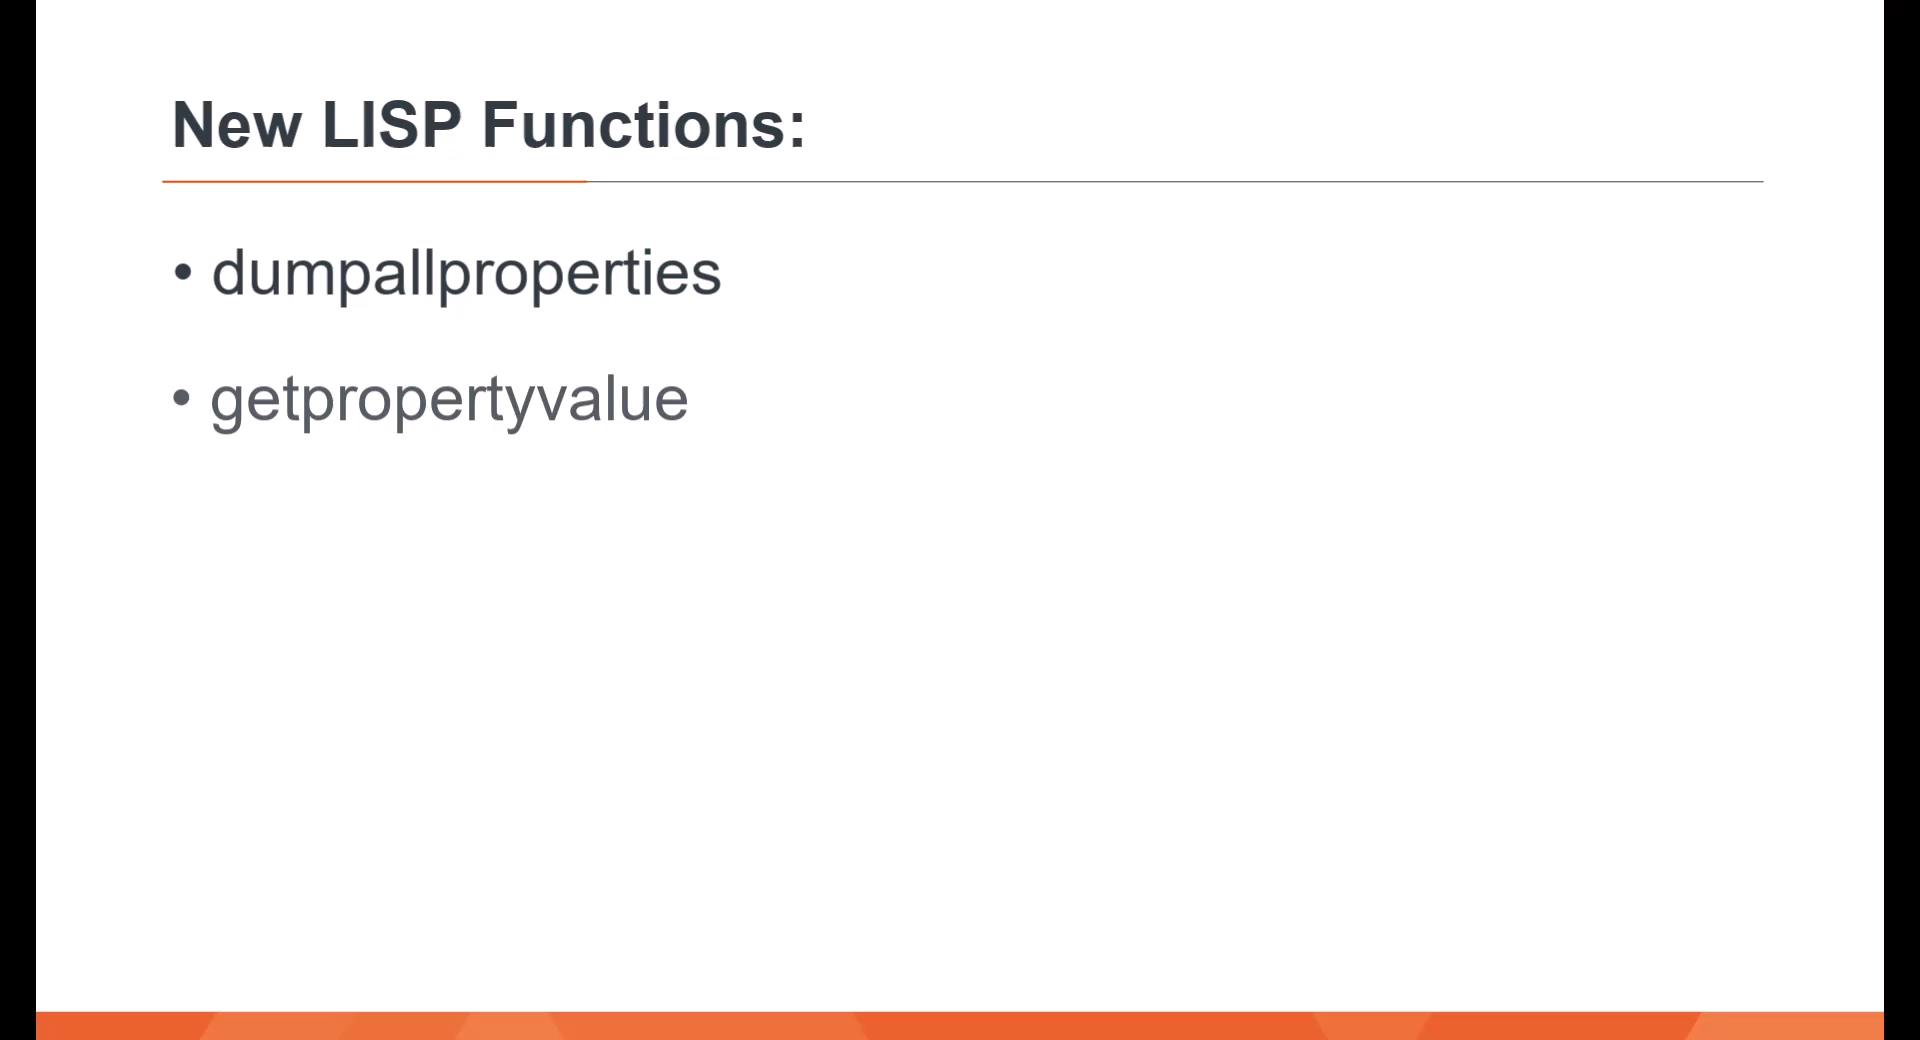 New LISP Functions:
• dumpallproperties
• getpropertyvalue